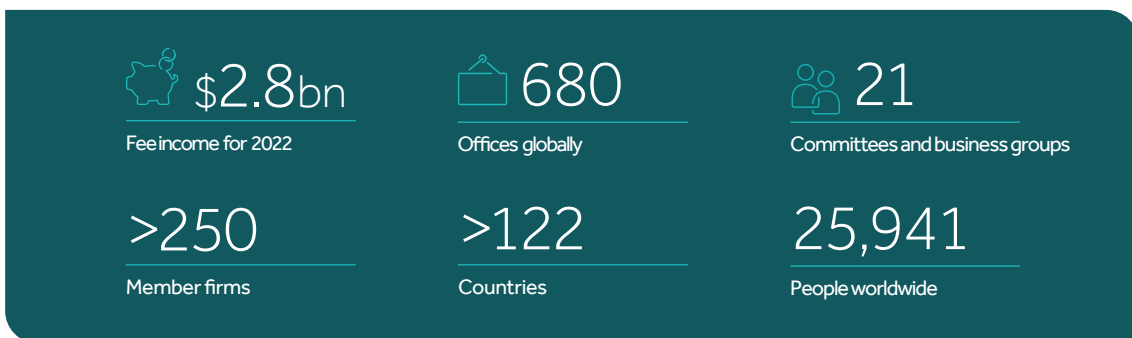 $2.8bn
Fee income for 2022
680
Offices globally
21
Committees and business groups
>250
Member firms
>122
Countries
25,941
People worldwide